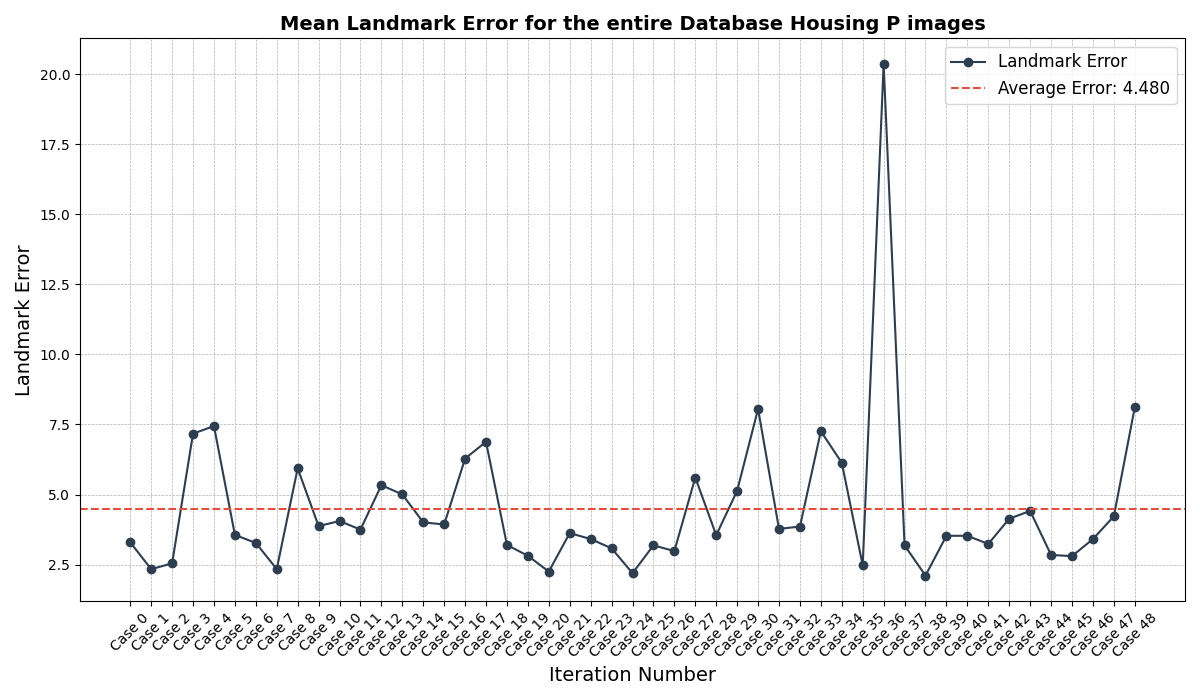 Mean Landmark Error for the entire Database Housing P images
Landmark Error
Average Error: 4.480
20.0
17.5
15.0
12.5
10.0
7.5
5.0
2.5
Landmark Error
Case 0
Case 1
Case 2
Case 3
Case 4
Case 5
Case 6
Case 7
Case 8
Case 9
Case 10
Case 11
Case 12
Case 13
Case 14
Case 15
Case 16
Case 17
Case 18
Case 19
Case 20
Case 21
Case 22
Case 23
Case 24
Case 25
Case 26
Case 27
Case 28
Case 29
Case 30
Case 31
Case 32
Case 33
Case 34
Case 35
Case 36
Case 37
Case 38
Case 39
Case 40
Case 41
Case 42
Case 43
Case 44
Case 45
Case 46
Case 47
Case 48
Iteration Number